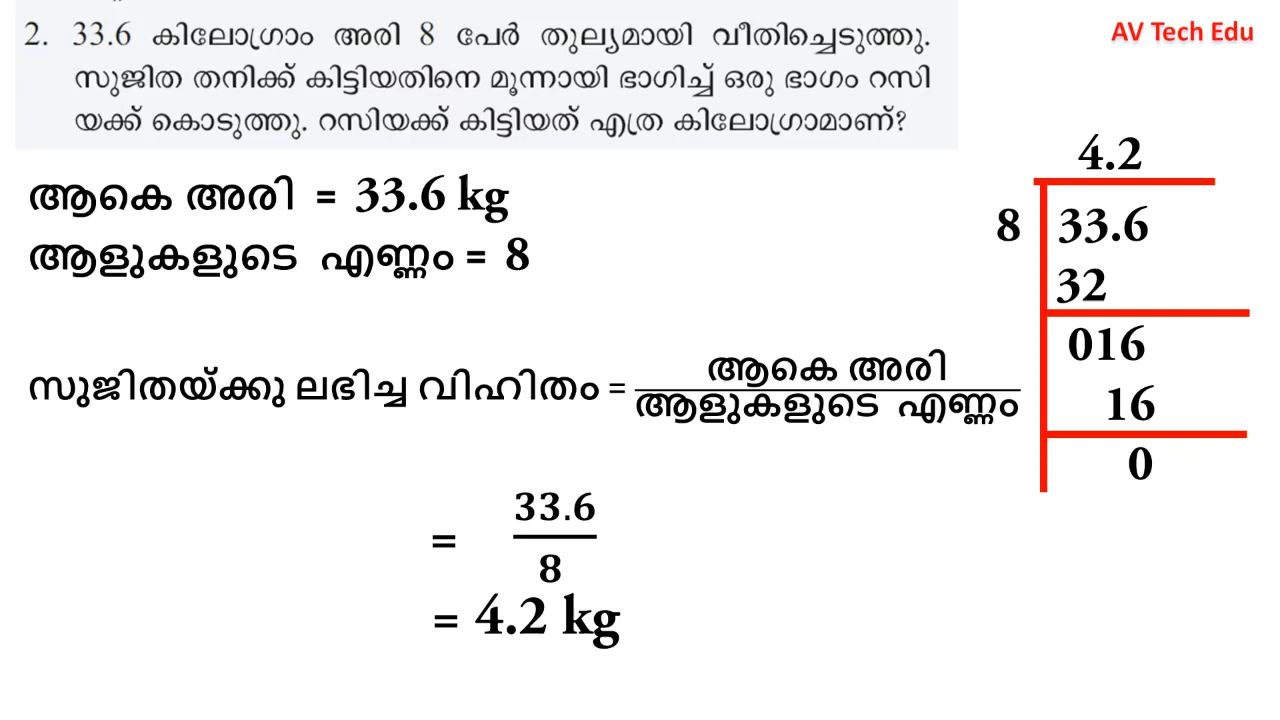 2. 33.6 കിലോഗ്രാം അരി 8 പേർ തുല്യമായി വീതിച്ചെടുത്തു.
സുജിത തനിക്ക് കിട്ടിയതിനെ മൂന്നായി ഭാഗിച്ച് ഒരു ഭാഗം റസി
യക്ക് കൊടുത്തു. റസിയക്ക് കിട്ടിയത് എത്ര കിലോഗ്രാമാണ്?
AV Tech Edu
ആകെ അരി = 33.6 kg
ആളുകളുടെ എണ്ണം = 8
സുജിതയ്ക്കു ലഭിച്ച വിഹിതം = ആകെ അരി
ആളുകളുടെ എണ്ണം
= 33.6
8
= 4.2 kg
4.2
8 33.6
32
016
16
0